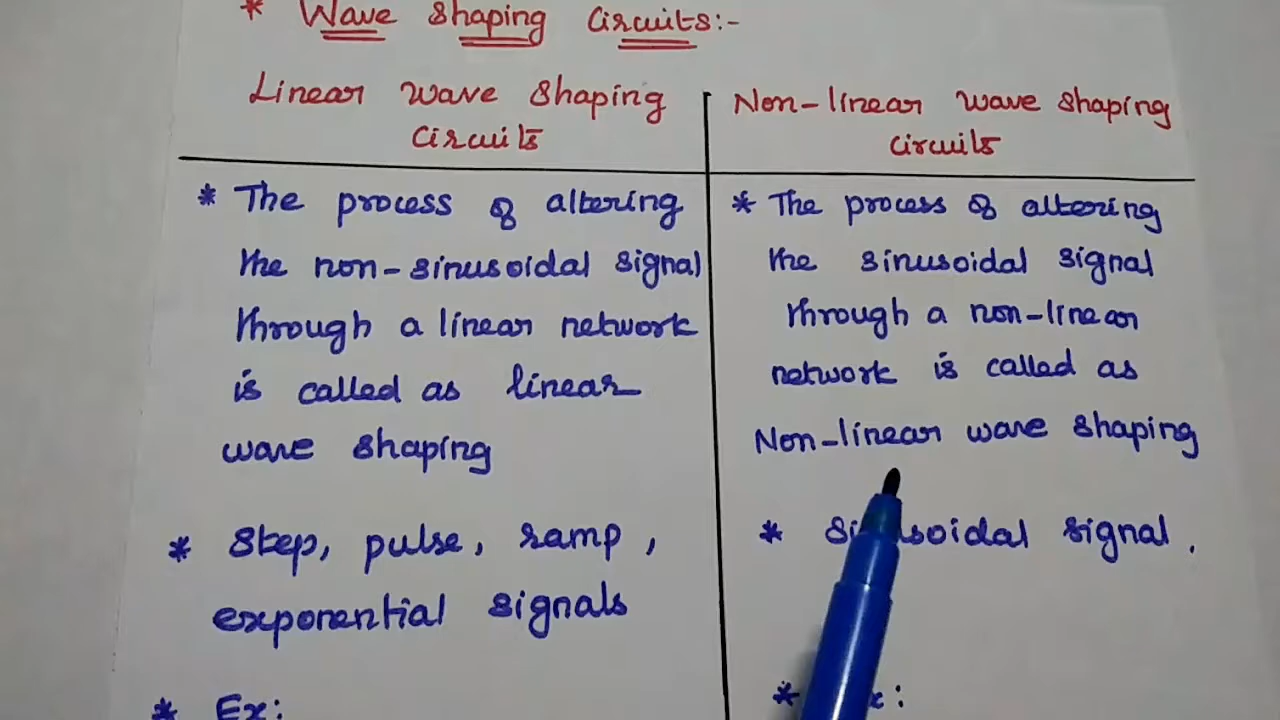 * Wave Shaping Circuits:-
Linear wave shaping
Circuits
* The process of altering
the non-sinusoidal signal
through a linear network
is called as linear
wave shaping
* Step, pulse, ramp,
exponential signals
* Ex:
Non-linear wave shaping
circuits
* The process of altering
the sinusoidal signal
through a non-linear
network is called as
Non-linear wave shaping
* signal.
*